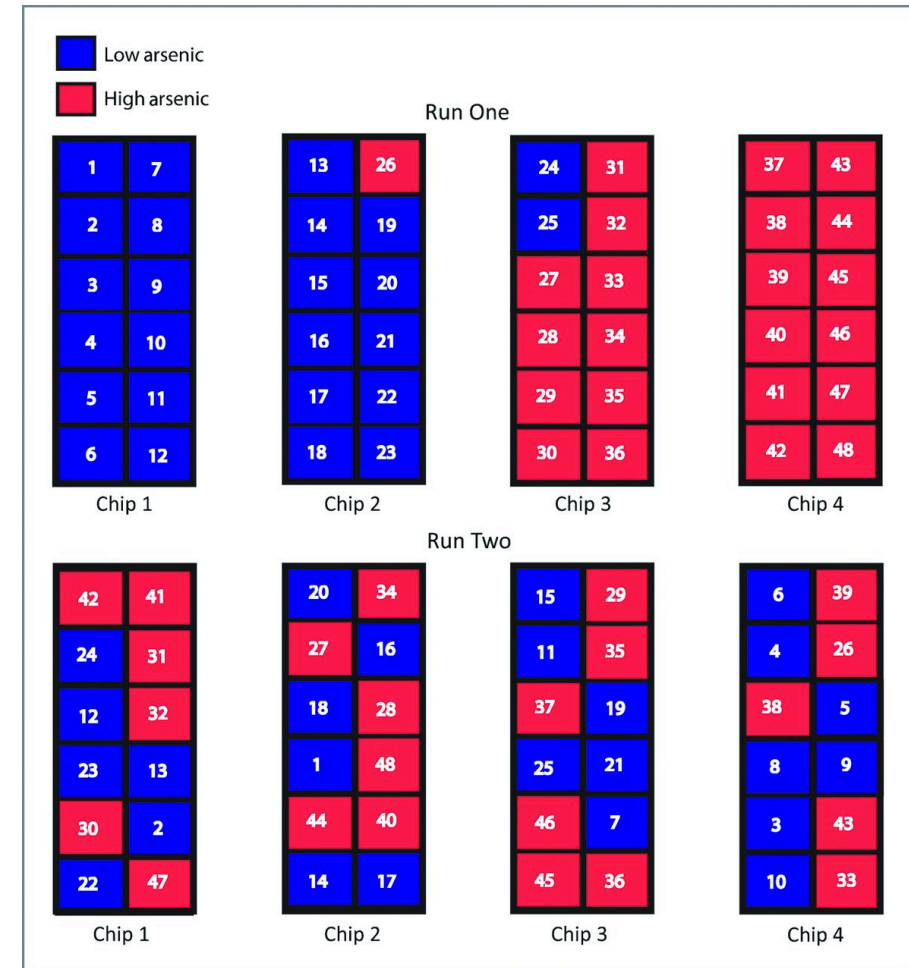 Low arsenic
High arsenic
Run One
1 7 13 26 24 31 37 43
2 8 14 19 25 32 38 44
3 9 15 20 27 33 39 45
4 10 16 21 28 34 40 46
5 11 17 22 29 35 41 47
6 12 18 23 30 36 42 48
Chip 1 Chip 2 Chip 3 Chip 4
Run Two
42 41 20 34 15 29 6 39
24 31 27 16 11 35 4 26
12 32 18 28 37 19 38 5
23 13 1 48 25 21 8 9
30 2 44 40 46 7 3 43
22 47 14 17 45 36 10 33
Chip 1 Chip 2 Chip 3 Chip 4